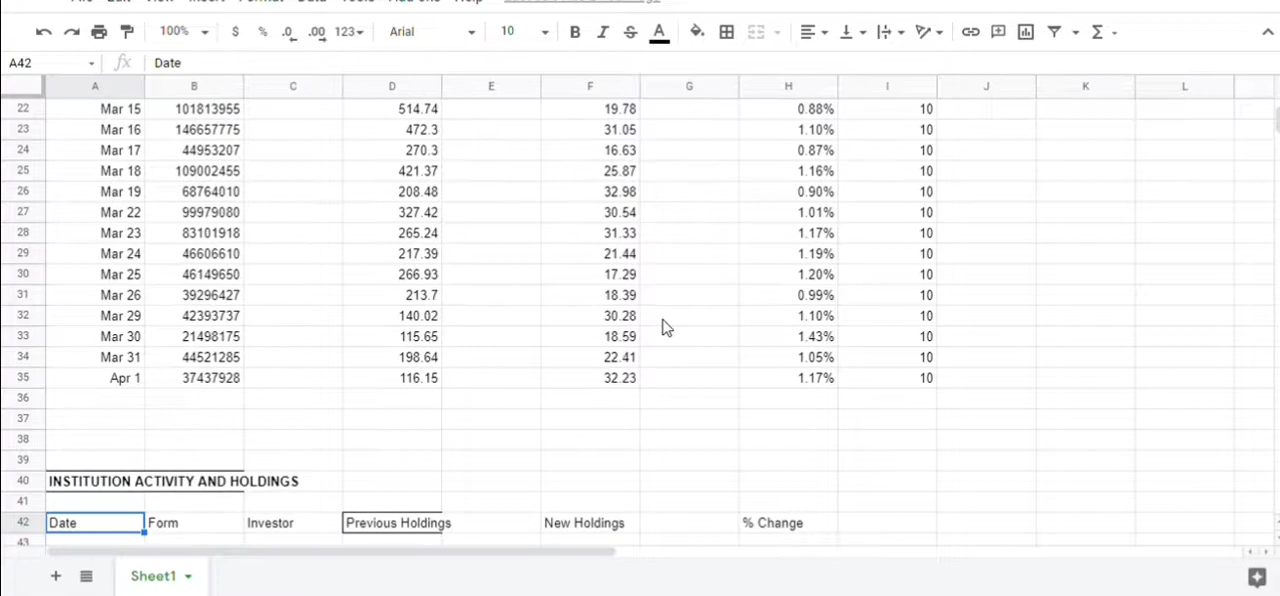 100% $ % .0 .00 123 Arial 10 B I S A
A42 fx Date
A B C D E F G H I J K L
22 Mar 15 101813955 514.74 19.78 0.88% 10
23 Mar 16 146657775 472.3 31.05 1.10% 10
24 Mar 17 44953207 270.3 16.63 0.87% 10
25 Mar 18 109002455 421.37 25.87 1.16% 10
26 Mar 19 68764010 208.48 32.98 0.90% 10
27 Mar 22 99979080 327.42 30.54 1.01% 10
28 Mar 23 83101918 265.24 31.33 1.17% 10
29 Mar 24 46606610 217.39 21.44 1.19% 10
30 Mar 25 46149650 266.93 17.29 1.20% 10
31 Mar 26 39296427 213.7 18.39 0.99% 10
32 Mar 29 42393737 140.02 30.28 1.10% 10
33 Mar 30 21498175 115.65 18.59 1.43% 10
34 Mar 31 44521285 198.64 22.41 1.05% 10
35 Apr 1 37437928 116.15 32.23 1.17% 10
36
37
38
39
40 INSTITUTION ACTIVITY AND HOLDINGS
41
42 Date Form Investor Previous Holdings New Holdings % Change
43
Sheet1